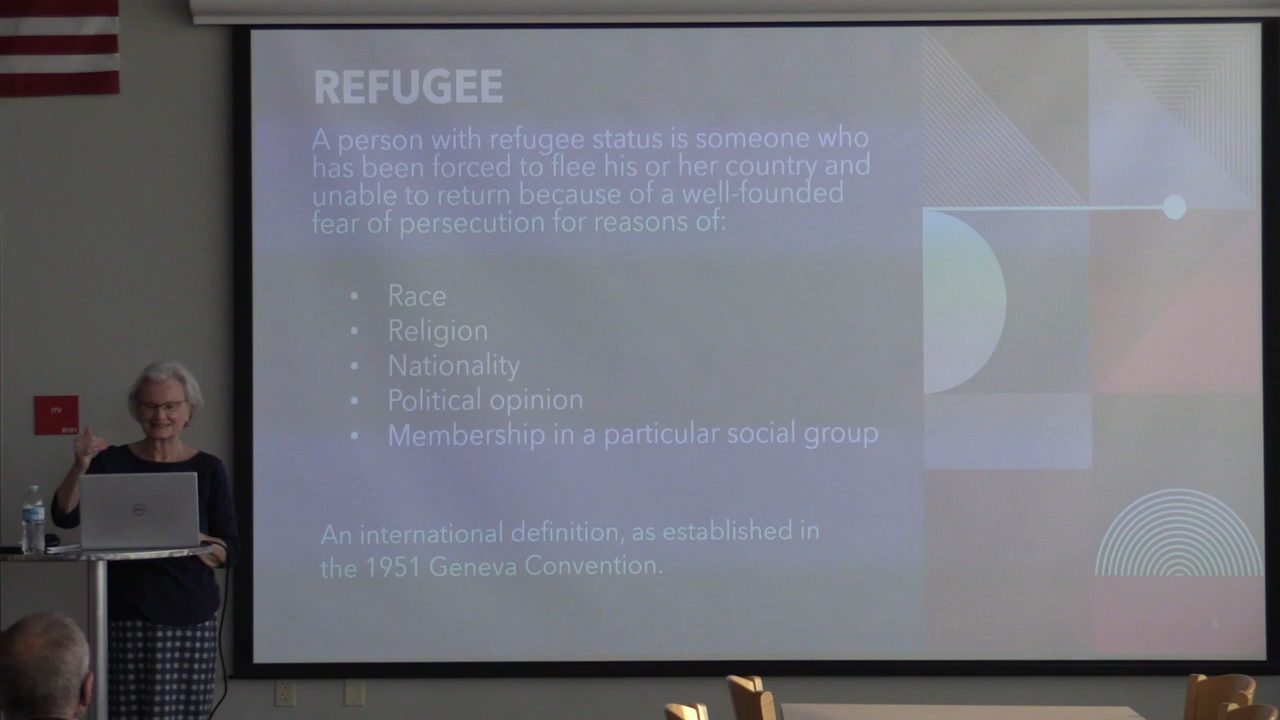 REFUGEE
A person with refugee status is someone who
has been forced to flee his or her country and
unable to return because of a well-founded
fear of persecution for reasons of:
• Race
• Religion
• Nationality
• Political opinion
• Membership in a particular social group
An international definition, as established in
the 1951 Geneva Convention.
DELL